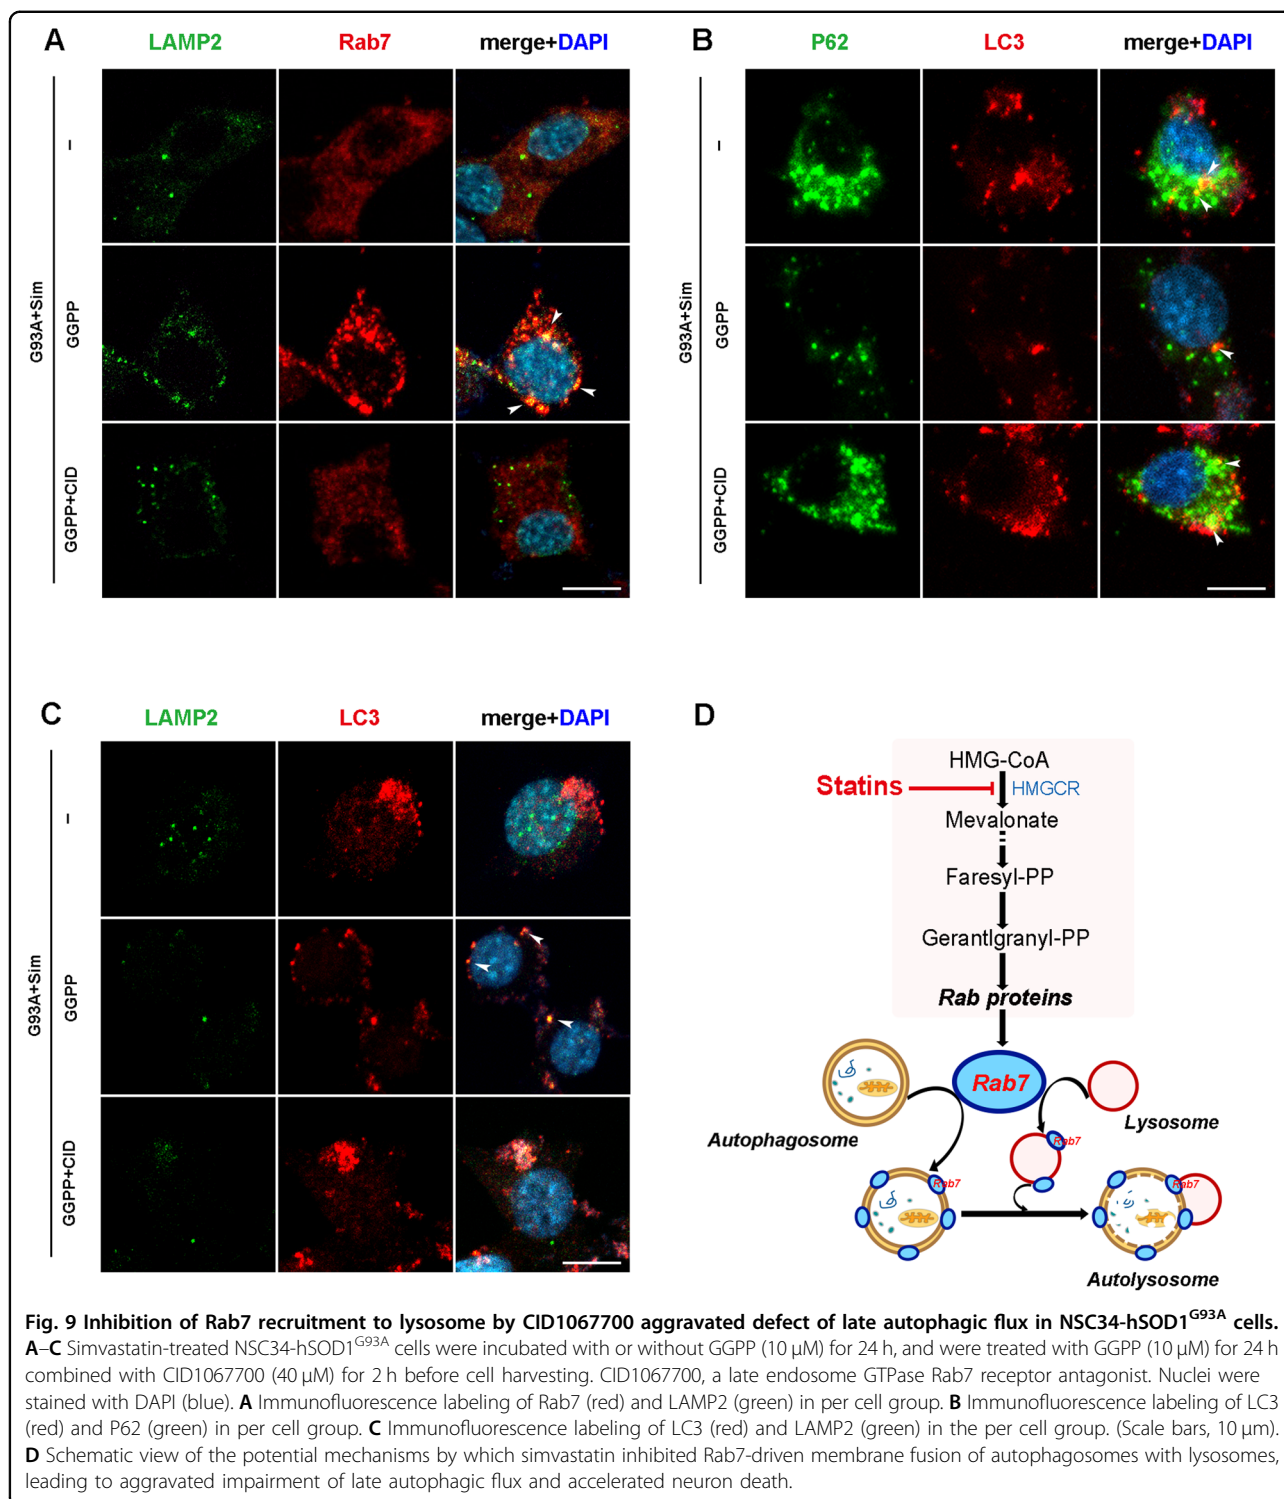 A
LAMP2
Rab7
merge+DAPI
G93A+Sim
–
GGPP
GGPP+CID
B
P62
LC3
merge+DAPI
G93A+Sim
–
GGPP
GGPP+CID
C
LAMP2
LC3
merge+DAPI
G93A+Sim
–
GGPP
GGPP+CID
D
HMG-CoA
Statins
HMGCR
Mevalonate
Faresyl-PP
Gerantlgranyl-PP
Rab proteins
Rab7
Autophagosome
Lysosome
Rab7
Rab7
Rab7
Autolysosome
Fig. 9 Inhibition of Rab7 recruitment to lysosome by CID1067700 aggravated defect of late autophagic flux in NSC34-hSOD1G93A cells.
A–C Simvastatin-treated NSC34-hSOD1G93A cells were incubated with or without GGPP (10 µM) for 24 h, and were treated with GGPP (10 µM) for 24 h
combined with CID1067700 (40 µM) for 2 h before cell harvesting. CID1067700, a late endosome GTPase Rab7 receptor antagonist. Nuclei were
stained with DAPI (blue). A Immunofluorescence labeling of Rab7 (red) and LAMP2 (green) in per cell group. B Immunofluorescence labeling of LC3
(red) and P62 (green) in per cell group. C Immunofluorescence labeling of LC3 (red) and LAMP2 (green) in the per cell group. (Scale bars, 10 µm).
D Schematic view of the potential mechanisms by which simvastatin inhibited Rab7-driven membrane fusion of autophagosomes with lysosomes,
leading to aggravated impairment of late autophagic flux and accelerated neuron death.